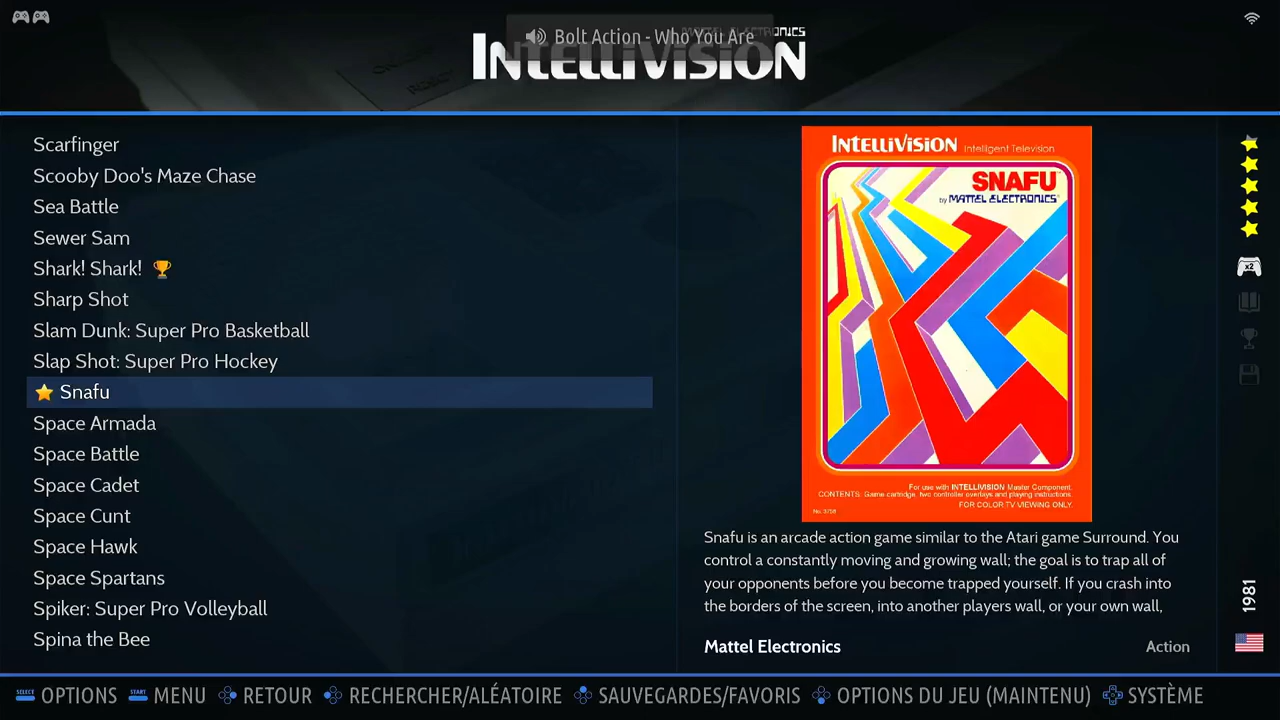 MATTEL ELECTRONICS
Bolt Action - Who You Are
INTELLIVISION
Scarfinger
Scooby Doo's Maze Chase
Sea Battle
Sewer Sam
Shark! Shark!
Sharp Shot
Slam Dunk: Super Pro Basketball
Slap Shot: Super Pro Hockey
Snafu
Space Armada
Space Battle
Space Cadet
Space Cunt
Space Hawk
Space Spartans
Spiker: Super Pro Volleyball
Spina the Bee
INTELLIVISION Intelligent Television
SNAFU
by MATTEL ELECTRONICS®
For use with INTELLIVISION Master Component.
CONTENTS: Game cartridge, two controller overlays and playing instructions.
FOR COLOR TV VIEWING ONLY.
No. 3758
x2
Snafu is an arcade action game similar to the Atari game Surround. You
control a constantly moving and growing wall; the goal is to trap all of
your opponents before you become trapped yourself. If you crash into
the borders of the screen, into another players wall, or your own wall,
1981
Mattel Electronics
Action
SELECT OPTIONS START MENU RETOUR RECHERCHER/ALÉATOIRE SAUVEGARDES/FAVORIS OPTIONS DU JEU (MAINTENU) SYSTÈME